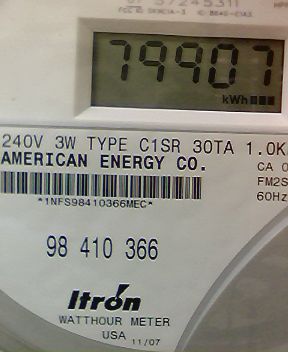 57245311
79907
kWh
240V 3W TYPE C1SR 30TA 1.0K
AMERICAN ENERGY CO.
CA 0
FM2S
60Hz
*1NFS98410366MEC*
98 410 366
Itron
WATTHOUR METER
USA 11/07